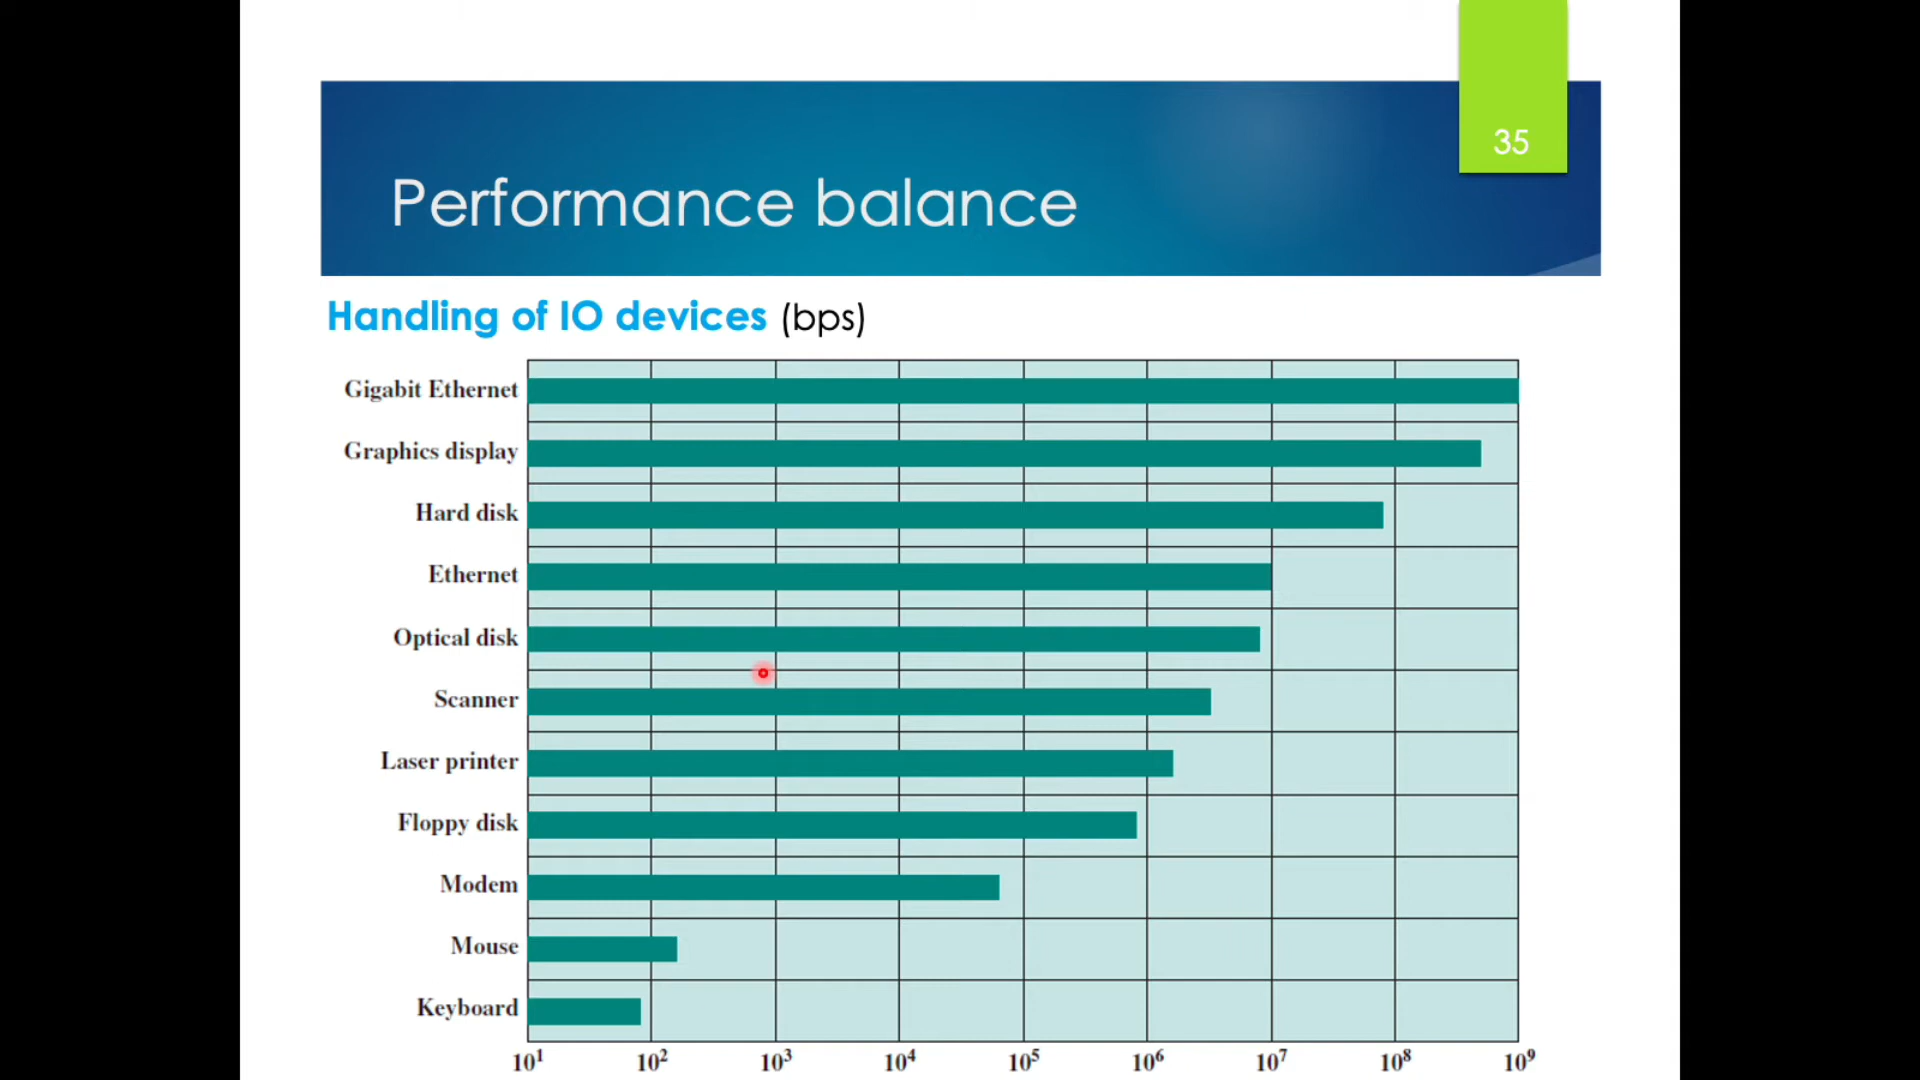 35
Performance balance
Handling of IO devices (bps)
Gigabit Ethernet
Graphics display
Hard disk
Ethernet
Optical disk
Scanner
Laser printer
Floppy disk
Modem
Mouse
Keyboard
10¹ 10² 10³ 10⁴ 10⁵ 10⁶ 10⁷ 10⁸ 10⁹